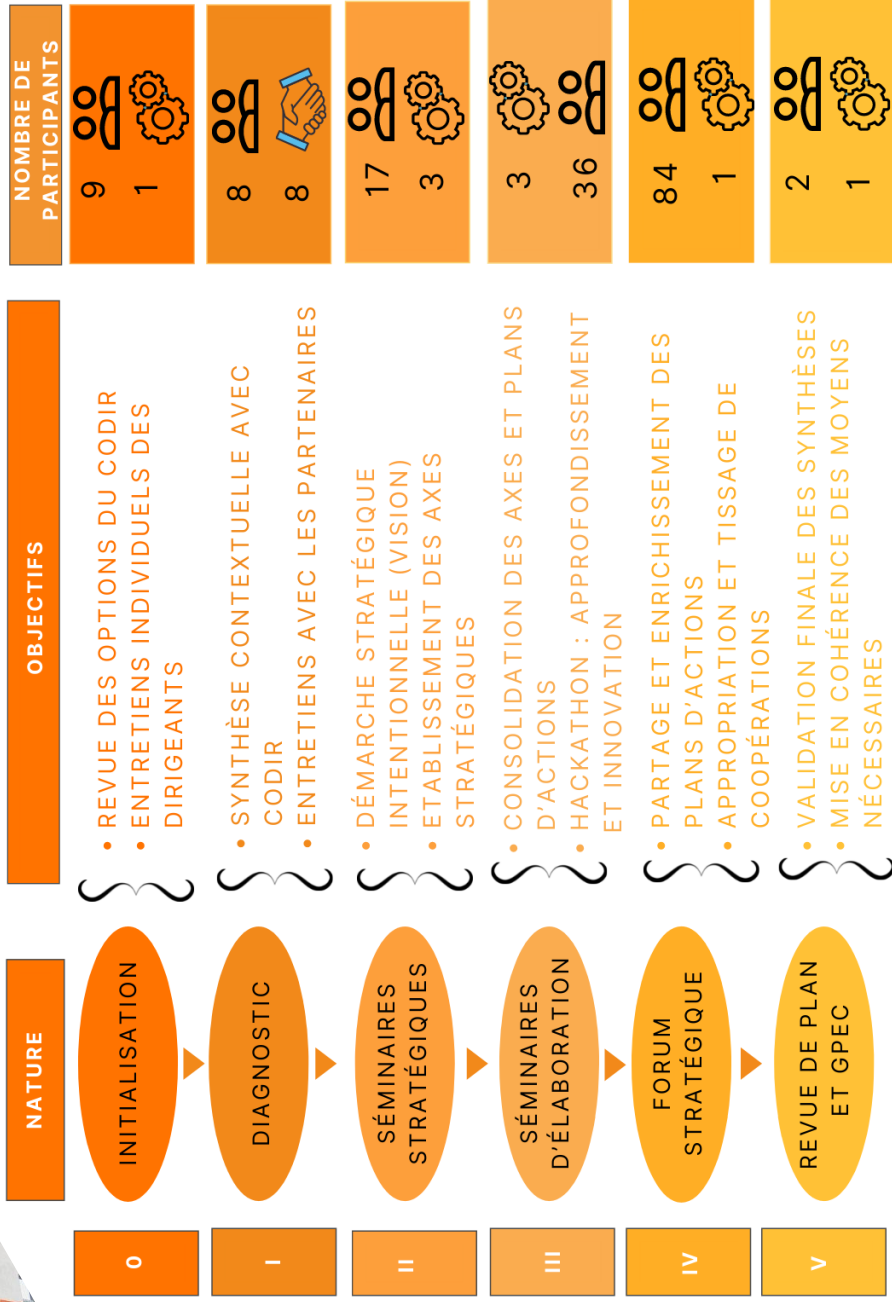 NATURE
OBJECTIFS
NOMBRE DE
PARTICIPANTS
0
INITIALISATION
• REVUE DES OPTIONS DU CODIR
• ENTRETIENS INDIVIDUELS DES
DIRIGEANTS
9
1
I
DIAGNOSTIC
• SYNTHÈSE CONTEXTUELLE AVEC
CODIR
• ENTRETIENS AVEC LES PARTENAIRES
8
8
II
SÉMINAIRES
STRATÉGIQUES
• DÉMARCHE STRATÉGIQUE
INTENTIONNELLE (VISION)
• ETABLISSEMENT DES AXES
STRATÉGIQUES
17
3
III
SÉMINAIRES
D'ÉLABORATION
• CONSOLIDATION DES AXES ET PLANS
D'ACTIONS
• HACKATHON : APPROFONDISSEMENT
ET INNOVATION
3
36
IV
FORUM
STRATÉGIQUE
• PARTAGE ET ENRICHISSEMENT DES
PLANS D'ACTIONS
• APPROPRIATION ET TISSAGE DE
COOPÉRATIONS
84
1
V
REVUE DE PLAN
ET GPEC
• VALIDATION FINALE DES SYNTHÈSES
• MISE EN COHÉRENCE DES MOYENS
NÉCESSAIRES
2
1